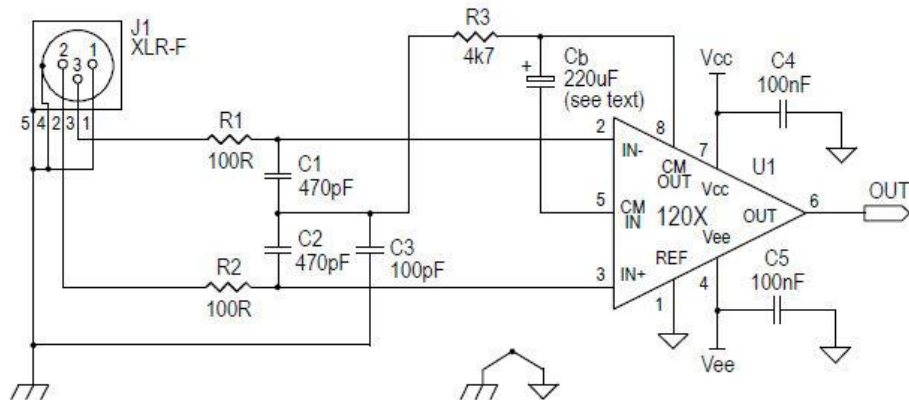 J1
XLR-F
2 1
3
5 4 2 3 1
R1
100R
R2
100R
C1
470pF
C2
470pF
C3
100pF
R3
4k7
+
Cb
220uF
(see text)
2
IN-
8
CM
OUT
7
Vcc
5
CM
IN
120X
U1
OUT
6
OUT
Vee
3
IN+
REF
1
4
Vcc
C4
100nF
C5
100nF
Vee